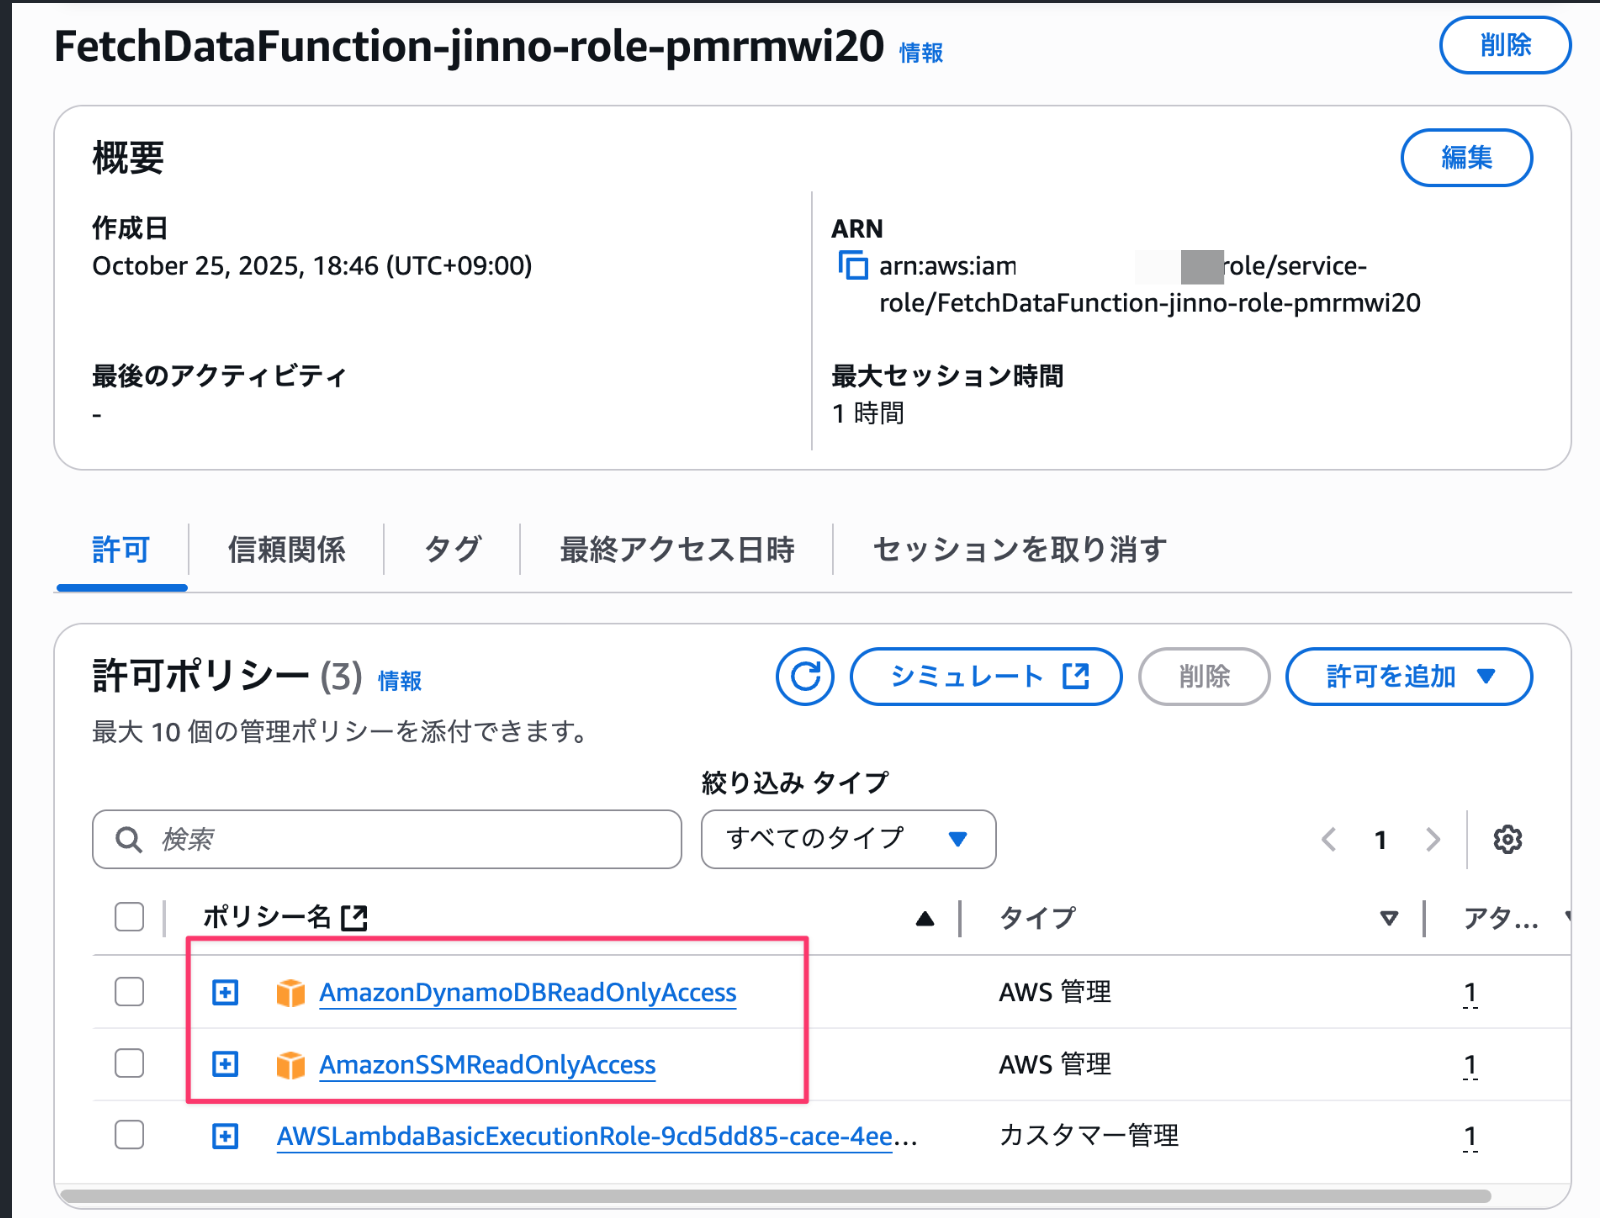 FetchDataFunction-jinno-role-pmrmwi20 情報
削除
概要
編集
作成日
October 25, 2025, 18:46 (UTC+09:00)
ARN
arn:aws:iam role/service-
role/FetchDataFunction-jinno-role-pmrmwi20
最後のアクティビティ
-
最大セッション時間
1 時間
許可
信頼関係
タグ
最終アクセス日時
セッションを取り消す
許可ポリシー (3) 情報
シミュレート
削除
許可を追加
最大 10 個の管理ポリシーを添付できます。
絞り込み タイプ
検索
すべてのタイプ
1
ポリシー名
タイプ
アタ...
AmazonDynamoDBReadOnlyAccess
AWS 管理
1
AmazonSSMReadOnlyAccess
AWS 管理
1
AWSLambdaBasicExecutionRole-9cd5dd85-cace-4ee...
カスタマー管理
1